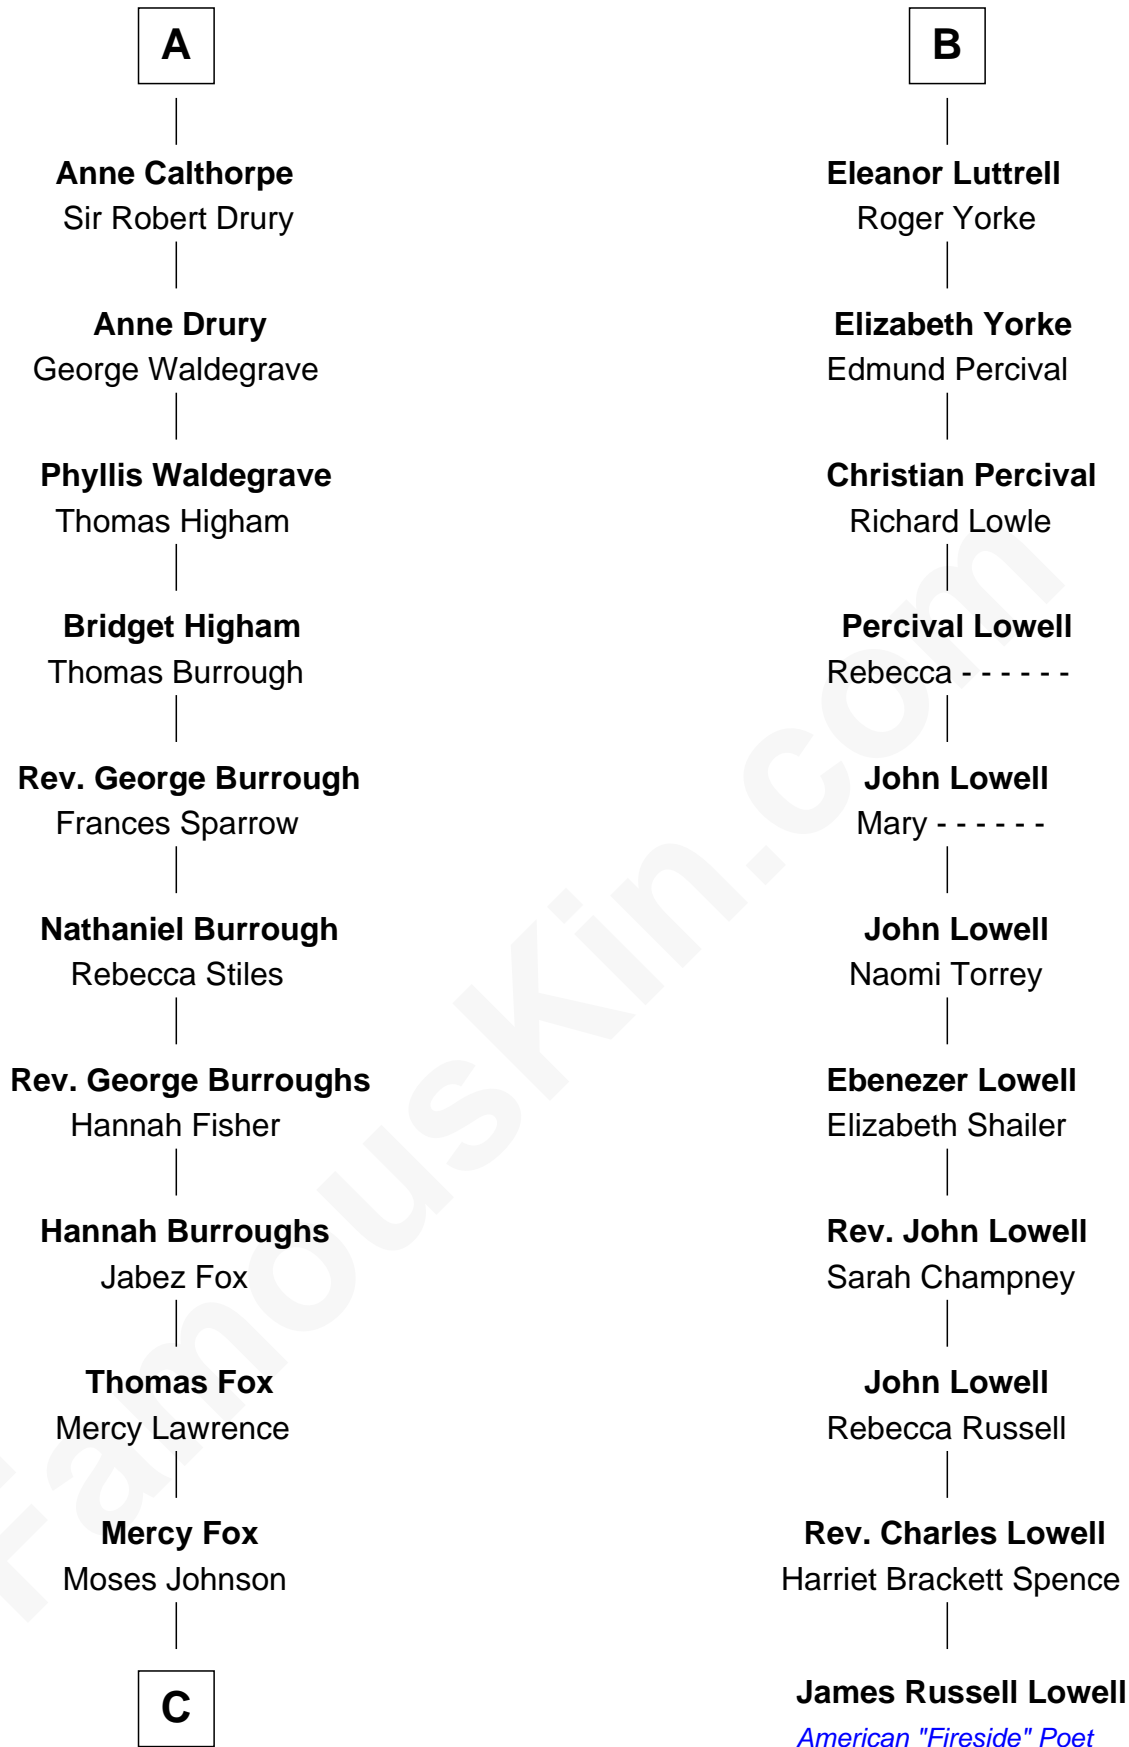 A
Anne Calthorpe
Sir Robert Drury
Anne Drury
George Waldegrave
Phyllis Waldegrave
Thomas Higham
Bridget Higham
Thomas Burrough
Rev. George Burrough
Frances Sparrow
Nathaniel Burrough
Rebecca Stiles
Rev. George Burroughs
Hannah Fisher
Hannah Burroughs
Jabez Fox
Thomas Fox
Mercy Lawrence
Mercy Fox
Moses Johnson
C
B
Eleanor Luttrell
Roger Yorke
Elizabeth Yorke
Edmund Percival
Christian Percival
Richard Lowle
Percival Lowell
Rebecca - - - - - -
John Lowell
Mary - - - - - -
John Lowell
Naomi Torrey
Ebenezer Lowell
Elizabeth Shailer
Rev. John Lowell
Sarah Champney
John Lowell
Rebecca Russell
Rev. Charles Lowell
Harriet Brackett Spence
James Russell Lowell
American "Fireside" Poet
FamousKin.com